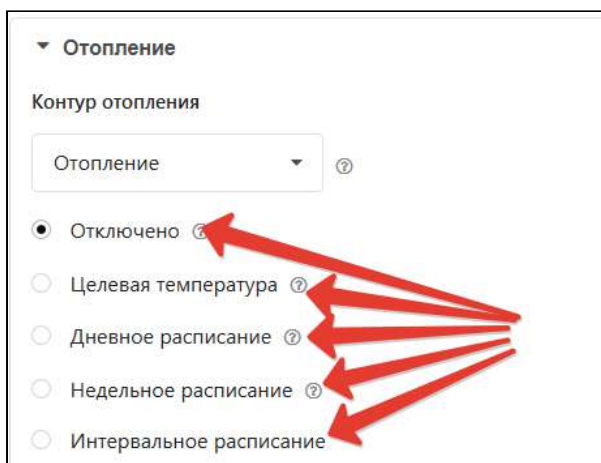 Отопление
Контур отопления
Отопление
Отключено
Целевая температура
Дневное расписание
Недельное расписание
Интервальное расписание